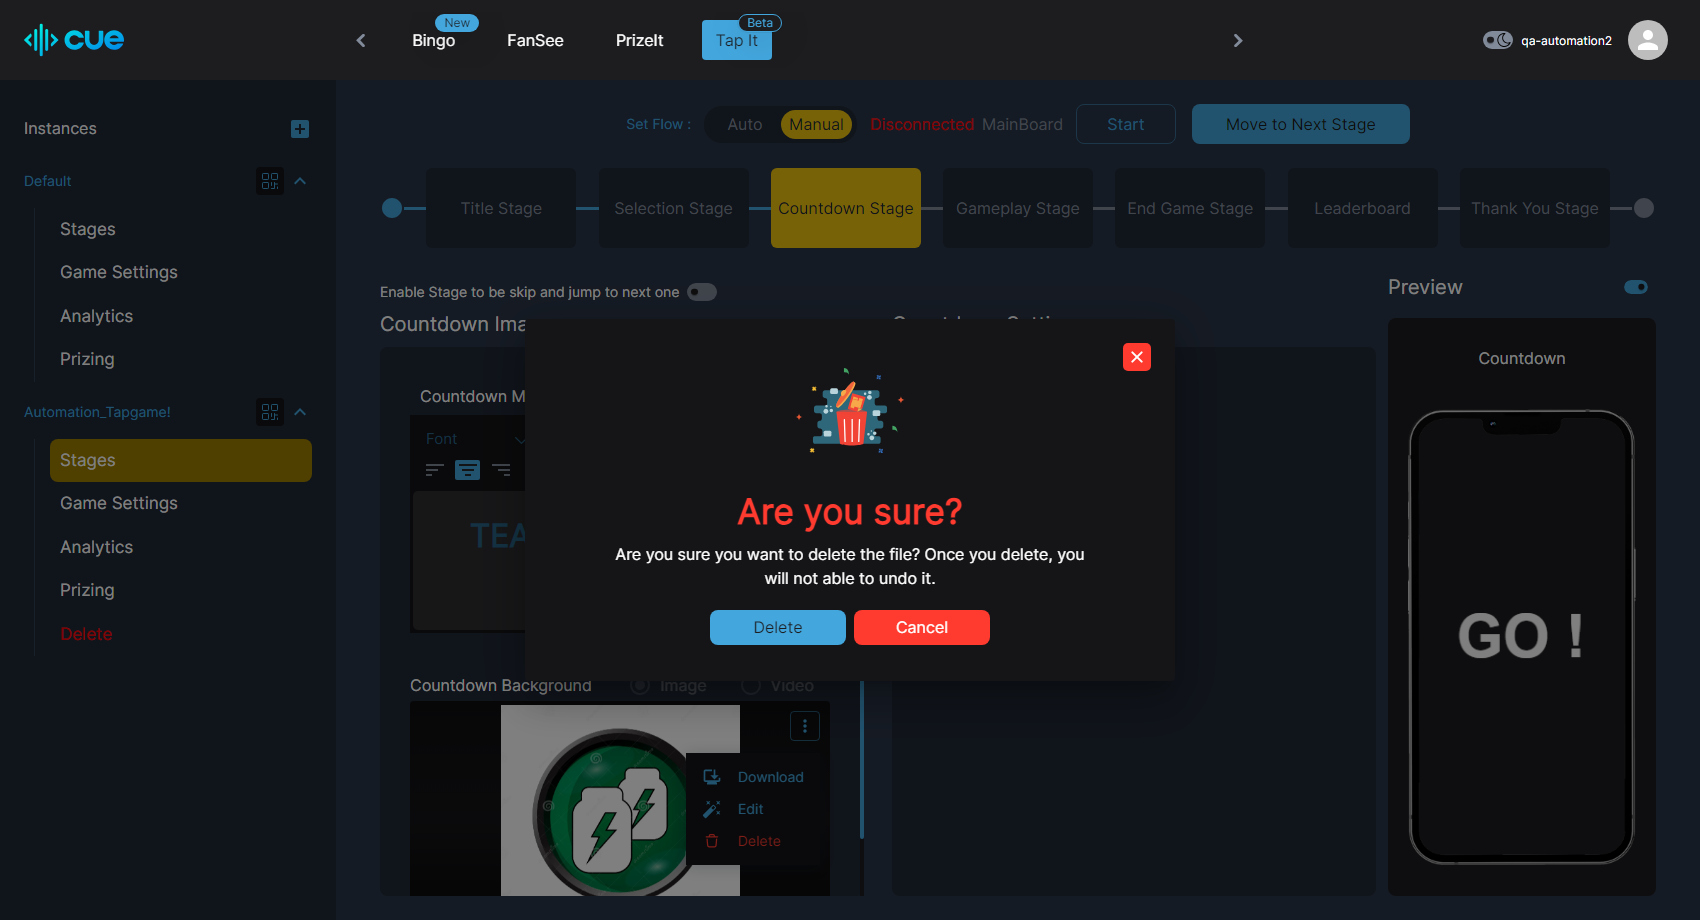 cue
New
Bingo
FanSee
PrizeIt
Beta
Tap It
qa-automation2
Instances
Default
Stages
Game Settings
Analytics
Prizing
Automation_Tapgame!
Stages
Game Settings
Analytics
Prizing
Delete
Set Flow :
Auto
Manual
Disconnected
MainBoard
Start
Move to Next Stage
Title Stage
Selection Stage
Countdown Stage
Gameplay Stage
End Game Stage
Leaderboard
Thank You Stage
Enable Stage to be skip and jump to next one
Countdown Ima
Countdown M
Font
TEA
Are you sure?
Are you sure you want to delete the file? Once you delete, you
will not able to undo it.
Delete
Cancel
Countdown Background
Image
Video
Download
Edit
Delete
Preview
Countdown
GO !